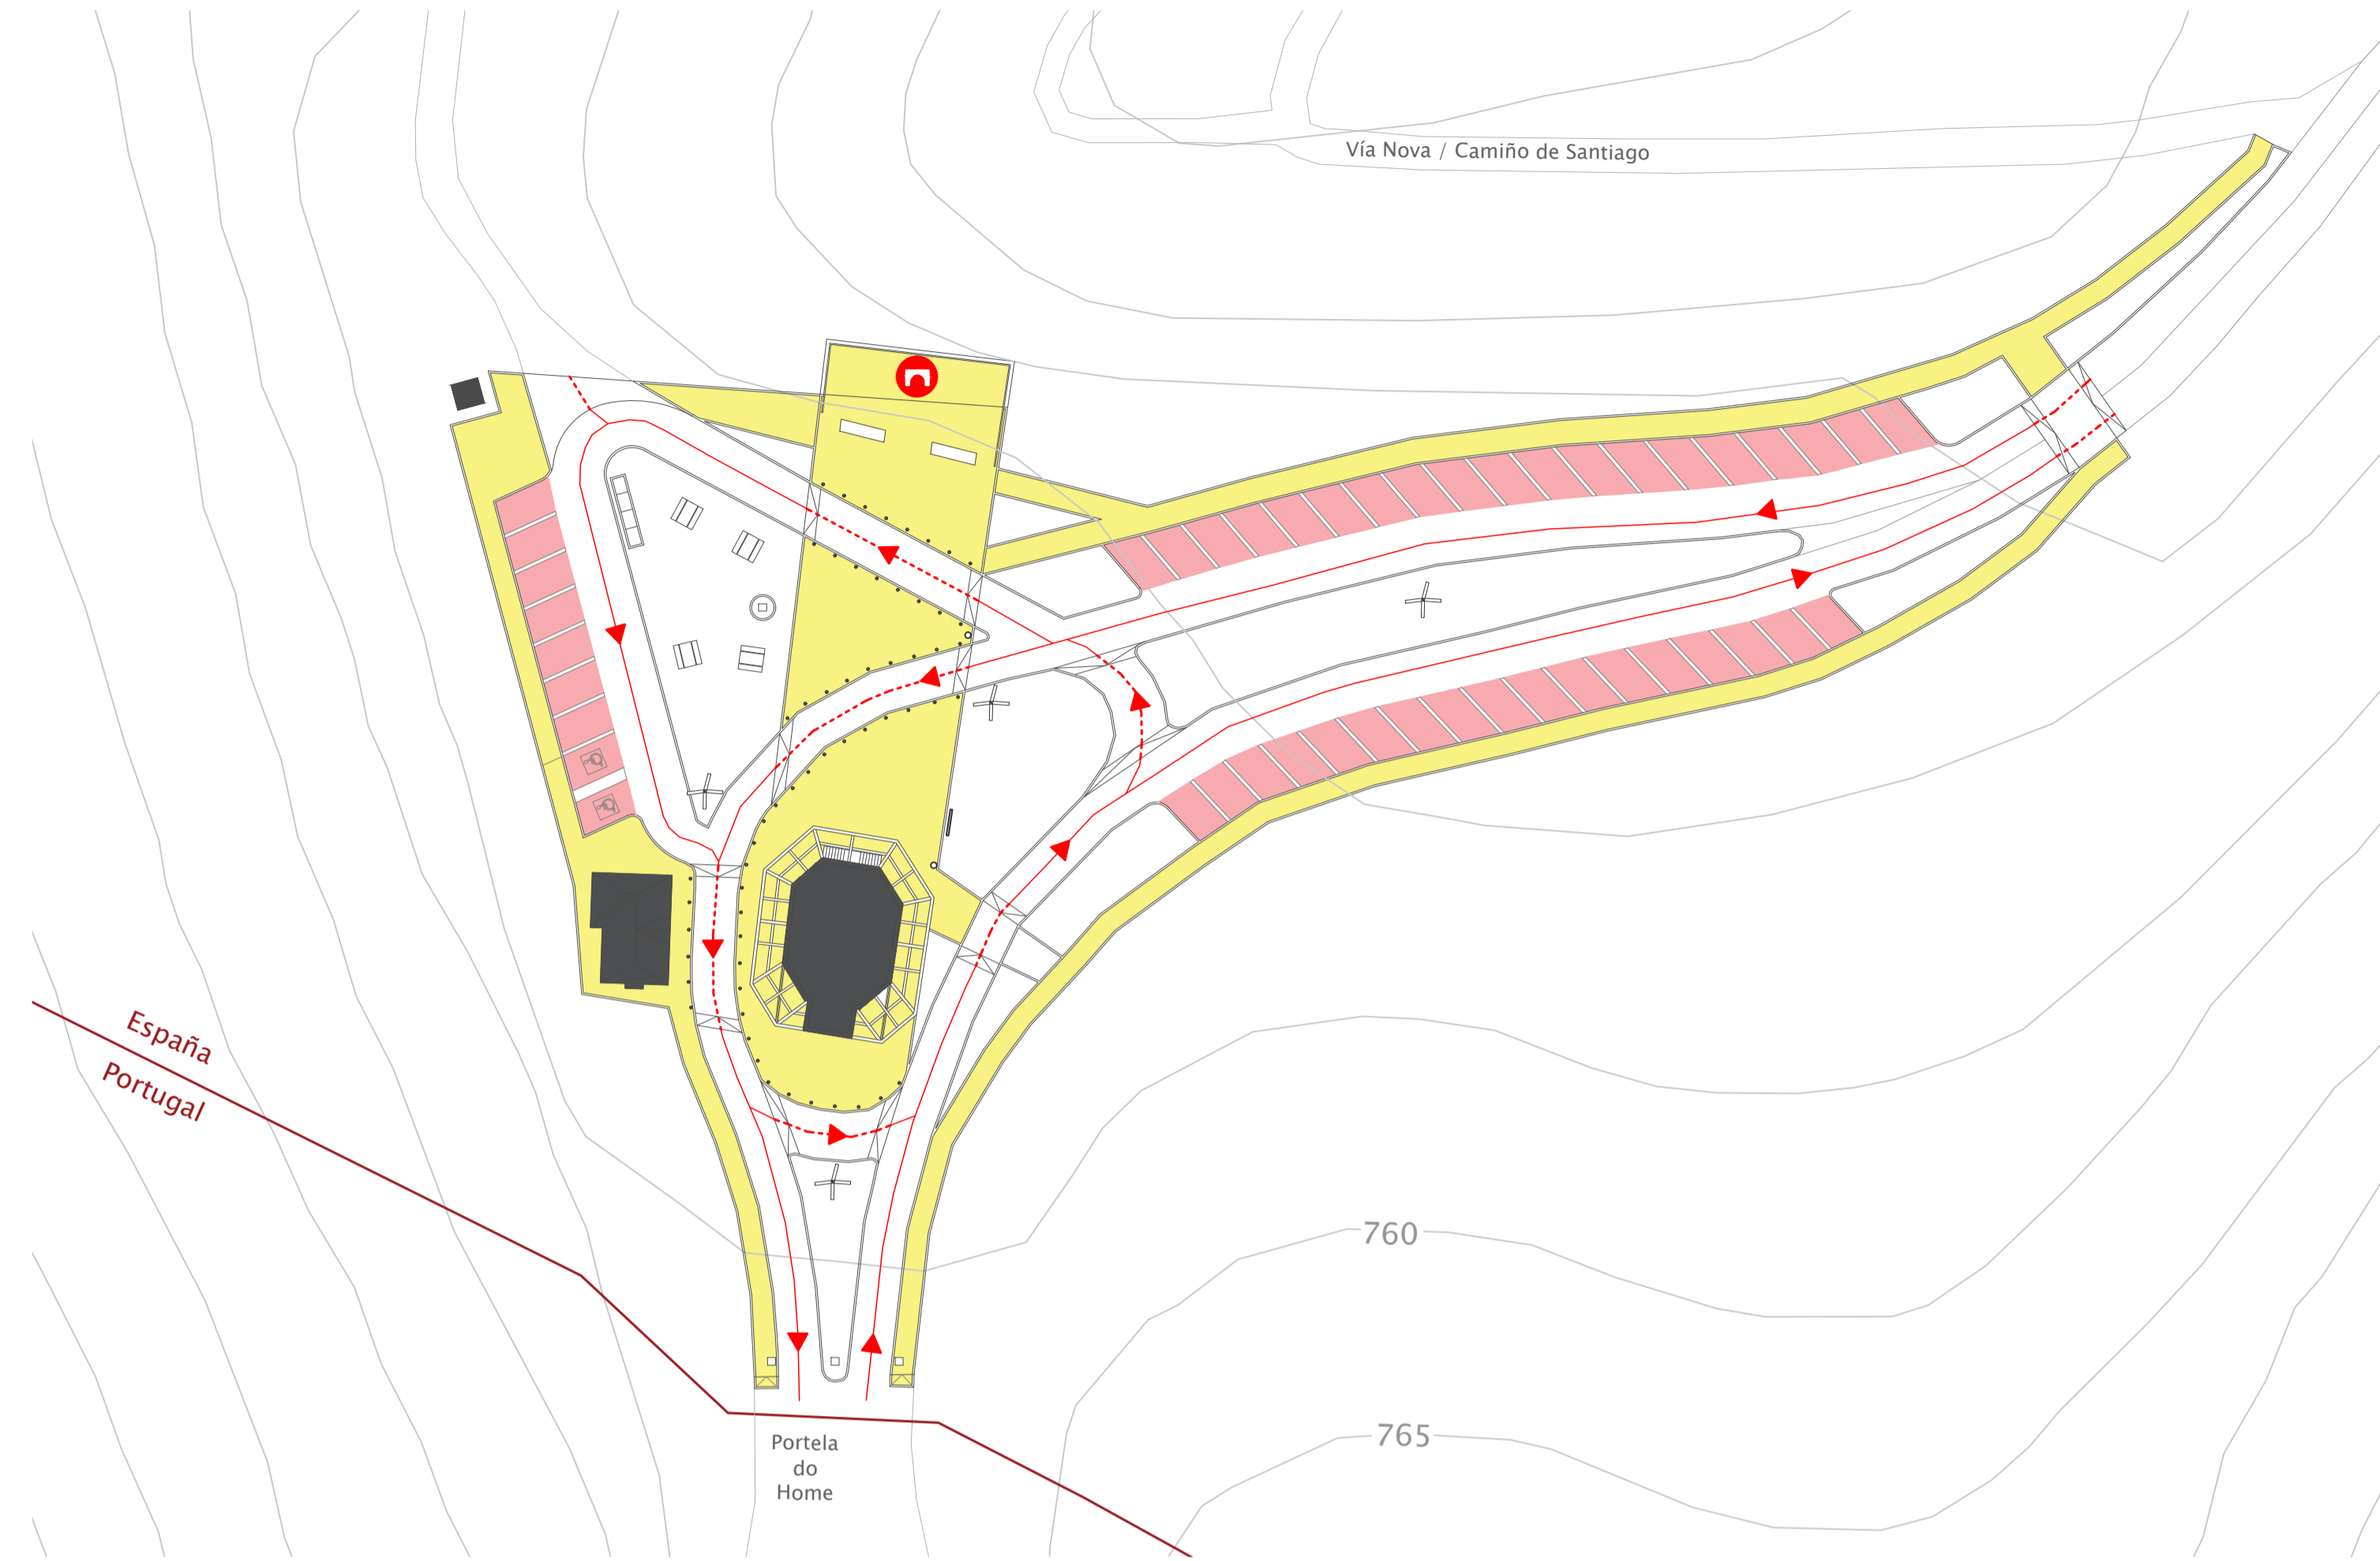 Vía Nova / Camiño de Santiago
España
Portugal
760
765
Portela
do
Home